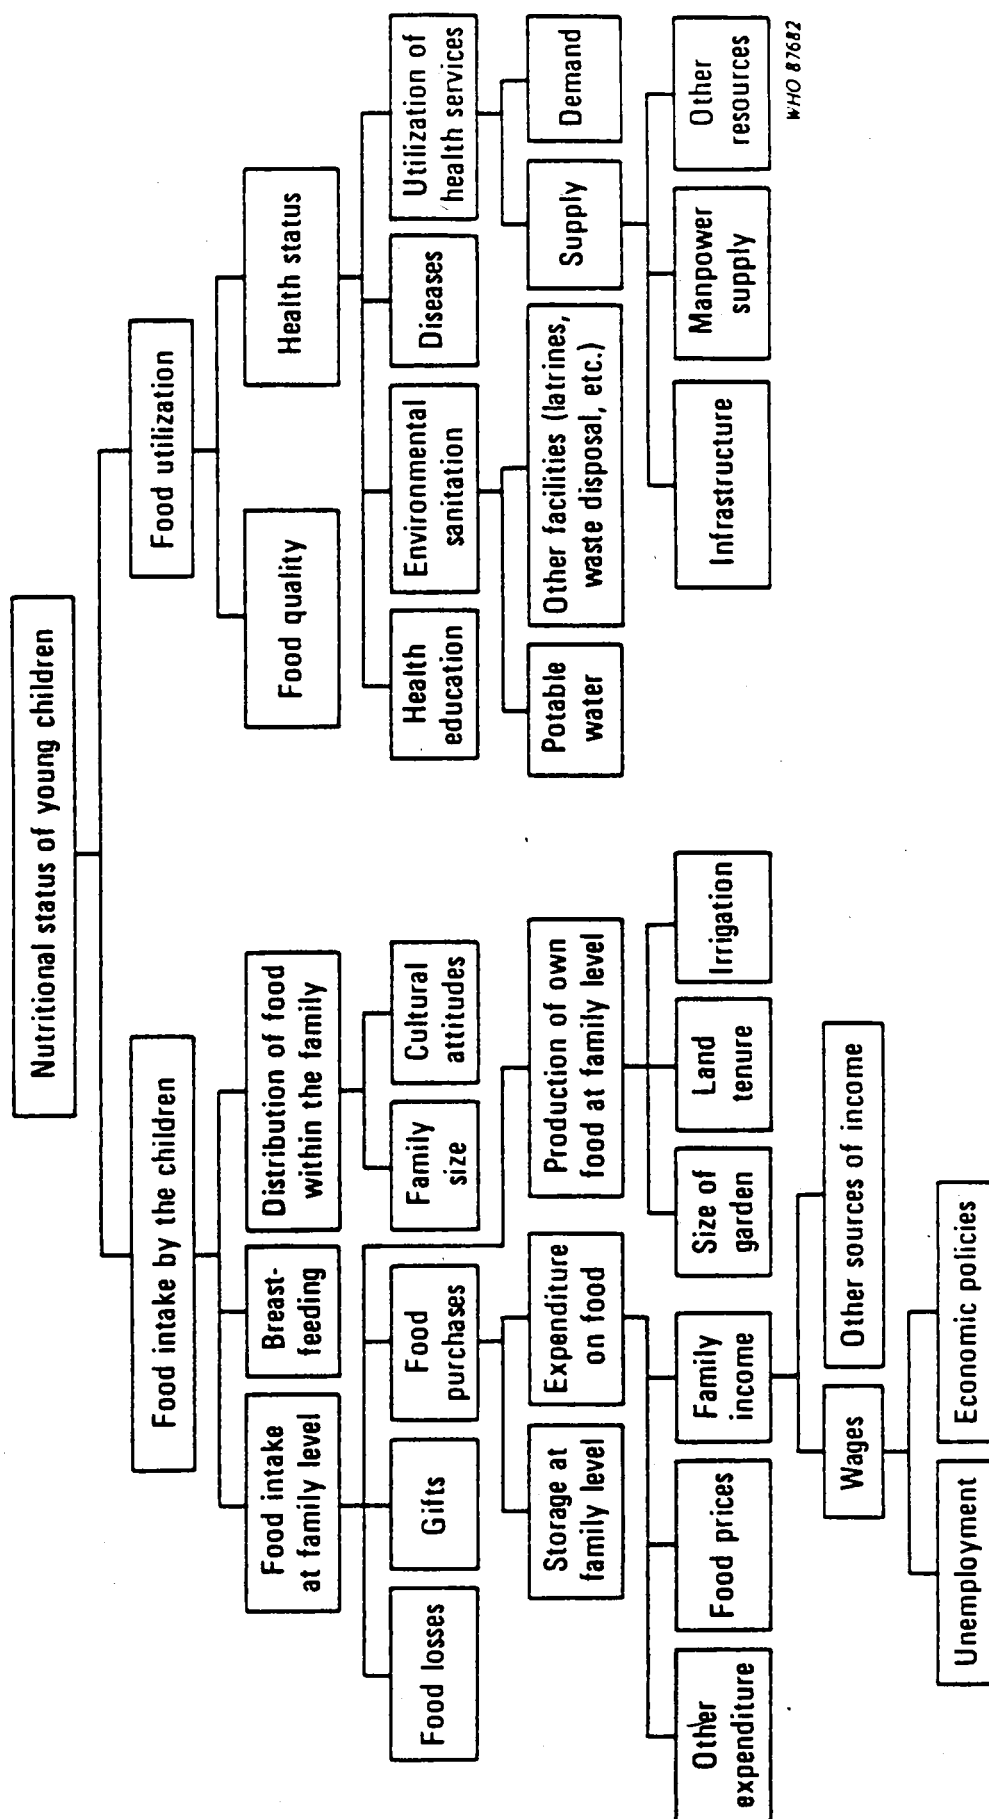 Nutritional status of young children
Food intake by the children
Food utilization
Food intake
at family level
Breast-
feeding
Distribution of food
within the family
Food quality
Health status
Food losses
Gifts
Food
purchases
Family
size
Cultural
attitudes
Health
education
Environmental
sanitation
Diseases
Utilization of
health services
Storage at
family level
Expenditure
on food
Production of own
food at family level
Potable
water
Other facilities (latrines,
waste disposal, etc.)
Supply
Demand
Other
expenditure
Food prices
Family
income
Size of
garden
Land
tenure
Irrigation
Infrastructure
Manpower
supply
Other
resources
WHO 87682
Wages
Other sources of income
Unemployment
Economic policies